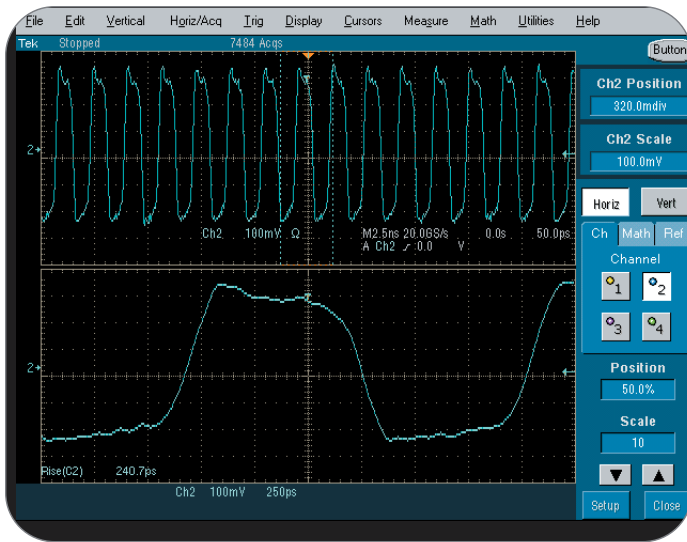 File Edit Vertical Horiz/Acq Trig Display Cursors Measure Math Utilities Help
Tek Stopped 7484 Acqs Button
Ch2 Position
320.0mdiv
Ch2 Scale
100.0mV
2
Ch2 100mV Ω M2.5ns 20.0GS/s 0.0s 50.0ps
A Ch2 0.0 V
Horiz Vert
Ch Math Ref
Channel
1 2
3 4
2
Position
50.0%
Scale
10
Rise(C2) 240.7ps
Ch2 100mV 250ps
Setup Close